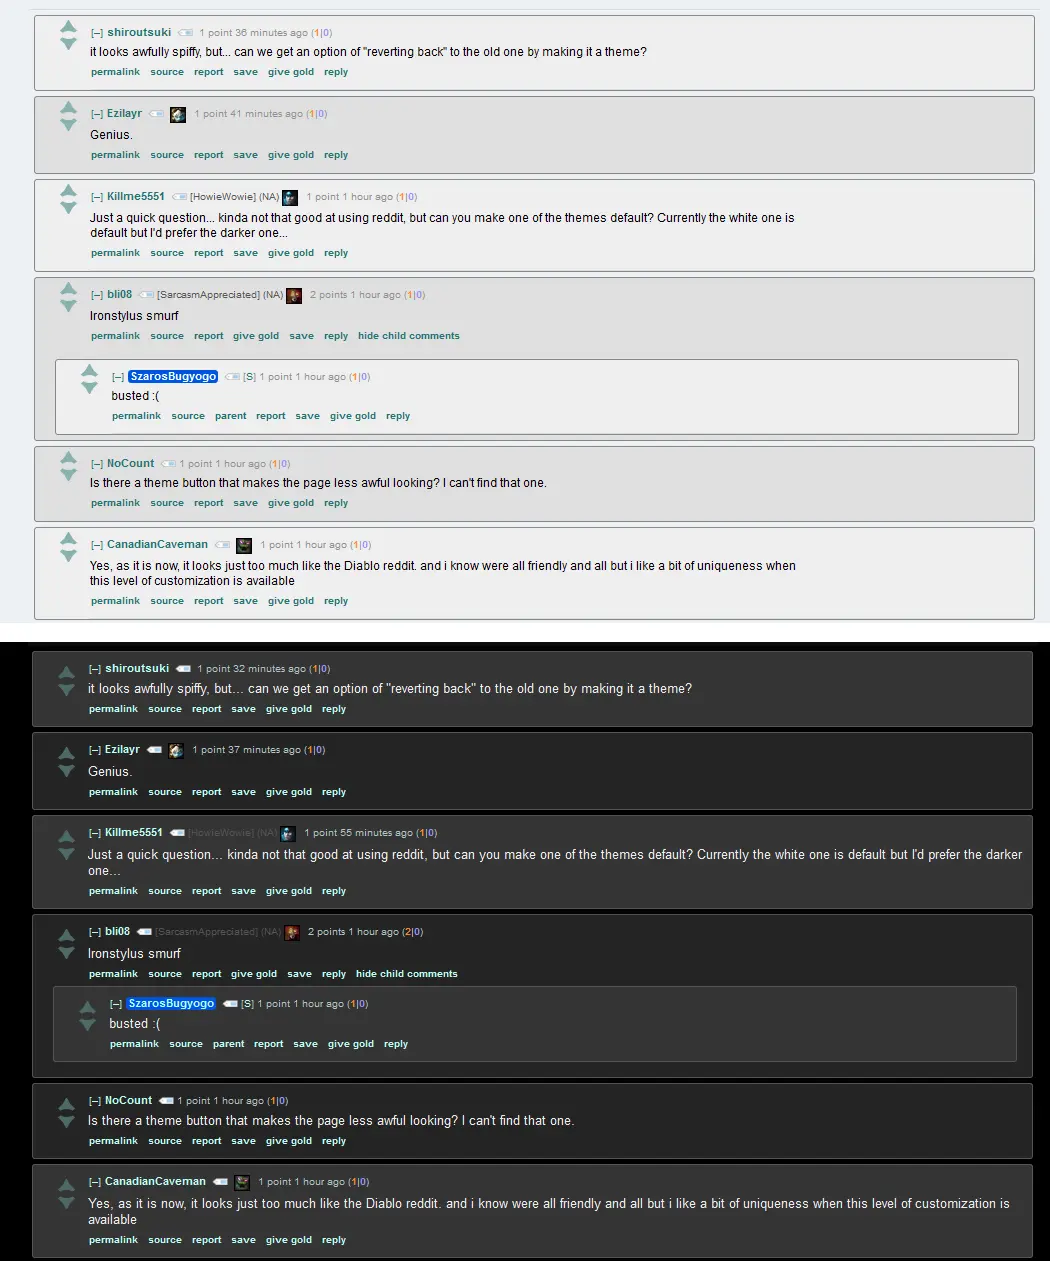 [–] shiroutsuki 1 point 36 minutes ago (1|0)
it looks awfully spiffy, but... can we get an option of "reverting back" to the old one by making it a theme?
permalink source report save give gold reply
[–] Ezilayr 1 point 41 minutes ago (1|0)
Genius.
permalink source report save give gold reply
[–] Killme5551 [HowieWowie] (NA) 1 point 1 hour ago (1|0)
Just a quick question... kinda not that good at using reddit, but can you make one of the themes default? Currently the white one is
default but I'd prefer the darker one...
permalink source report save give gold reply
[–] bli08 [SarcasmAppreciated] (NA) 2 points 1 hour ago (1|0)
Ironstylus smurf
permalink source report give gold save reply hide child comments
[–] SzarosBugyogo [S] 1 point 1 hour ago (1|0)
busted :(
permalink source parent report save give gold reply
[–] NoCount 1 point 1 hour ago (1|0)
Is there a theme button that makes the page less awful looking? I can't find that one.
permalink source report save give gold reply
[–] CanadianCaveman 1 point 1 hour ago (1|0)
Yes, as it is now, it looks just too much like the Diablo reddit. and i know were all friendly and all but i like a bit of uniqueness when
this level of customization is available
permalink source report save give gold reply
[–] shiroutsuki 1 point 32 minutes ago (1|0)
it looks awfully spiffy, but... can we get an option of "reverting back" to the old one by making it a theme?
permalink source report save give gold reply
[–] Ezilayr 1 point 37 minutes ago (1|0)
Genius.
permalink source report save give gold reply
[–] Killme5551 [HowieWowie] (NA) 1 point 55 minutes ago (1|0)
Just a quick question... kinda not that good at using reddit, but can you make one of the themes default? Currently the white one is default but I'd prefer the darker
one...
permalink source report save give gold reply
[–] bli08 [SarcasmAppreciated] (NA) 2 points 1 hour ago (2|0)
Ironstylus smurf
permalink source report give gold save reply hide child comments
[–] SzarosBugyogo [S] 1 point 1 hour ago (1|0)
busted :(
permalink source parent report save give gold reply
[–] NoCount 1 point 1 hour ago (1|0)
Is there a theme button that makes the page less awful looking? I can't find that one.
permalink source report save give gold reply
[–] CanadianCaveman 1 point 1 hour ago (1|0)
Yes, as it is now, it looks just too much like the Diablo reddit. and i know were all friendly and all but i like a bit of uniqueness when this level of customization is
available
permalink source report save give gold reply